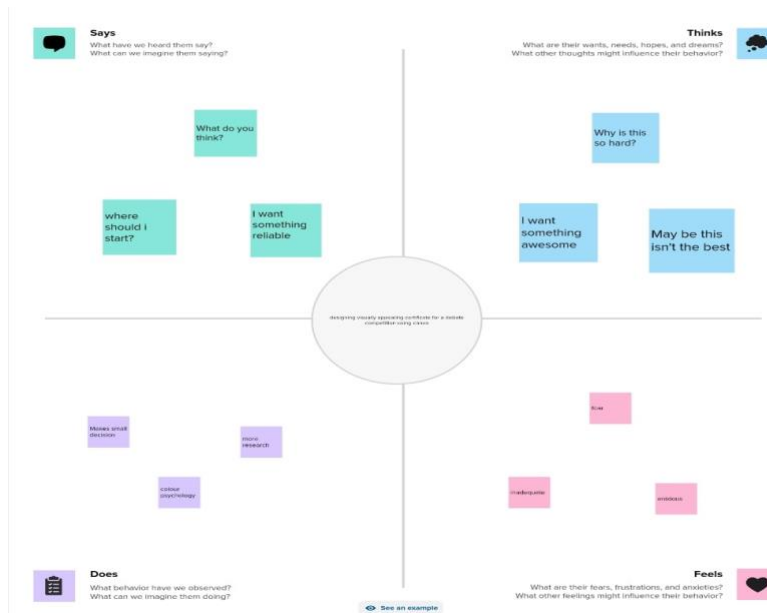 Says
What have we heard them say?
What can we imagine them saying?
Thinks
What are their wants, needs, hopes, and dreams?
What other thoughts might influence their behavior?
What do you
think?
where
should i
start?
I want
something
reliable
Why is this
so hard?
I want
something
awesome
May be this
isn't the best
designing visually appearing certificate for a debate
competition using canva
Makes small
decision
more
research
colour
psychology
inadequate
anxious
Does
What behavior have we observed?
What can we imagine them doing?
Feels
What are their fears, frustrations, and anxieties?
What other feelings might influence their behavior?
See an example